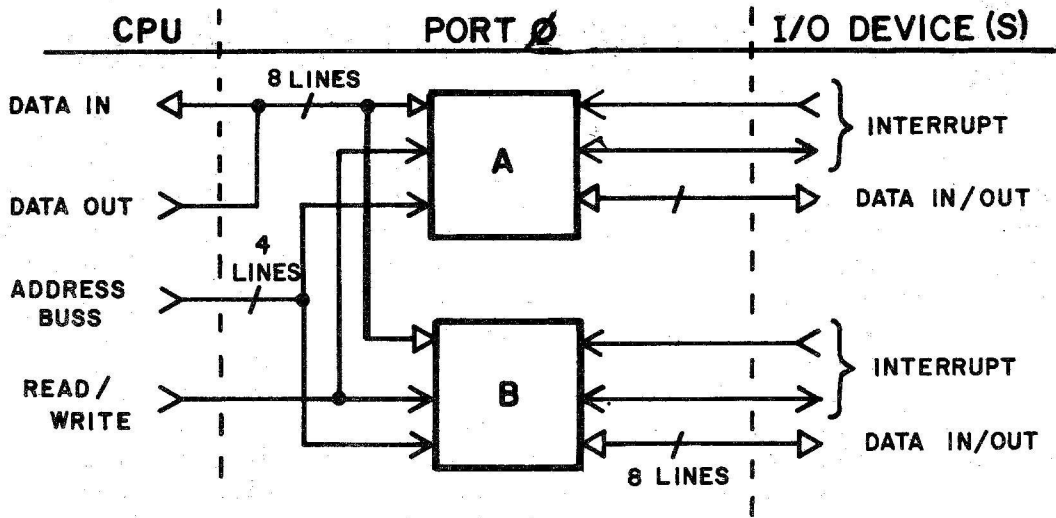 CPU
PORT Ø
I/O DEVICE (S)
8 LINES
DATA IN
A
INTERRUPT
DATA OUT
DATA IN/OUT
4
LINES
ADDRESS
BUSS
B
INTERRUPT
READ/
WRITE
DATA IN/OUT
8 LINES